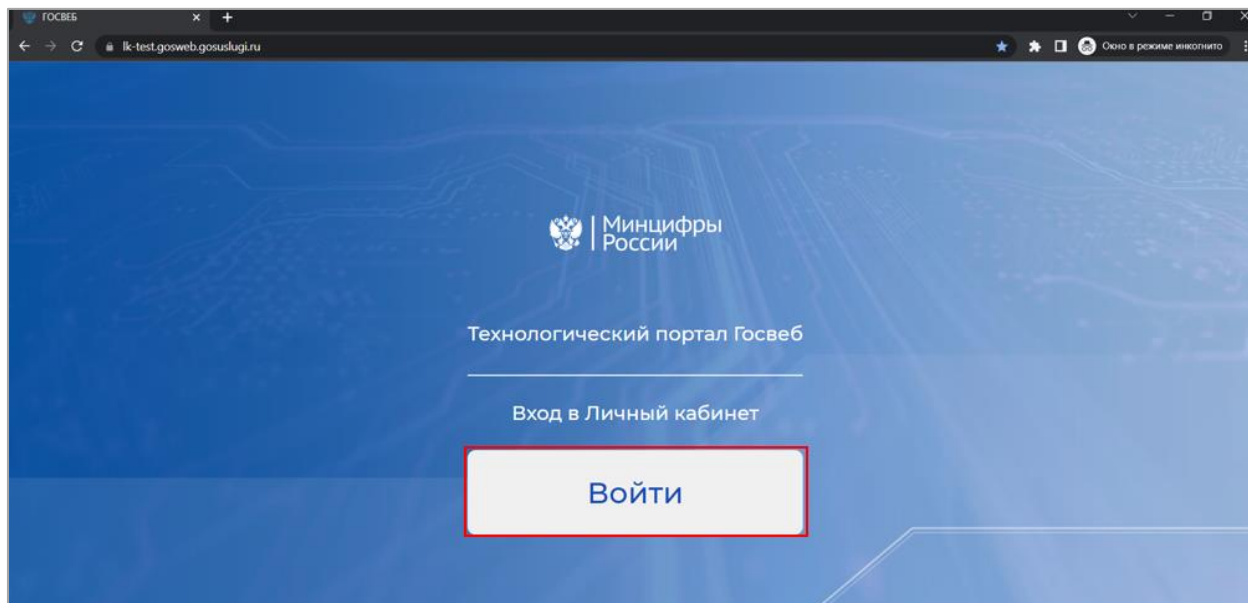 ГОСВЕБ
lk-test.gosweb.gosuslugi.ru
Окно в режиме инкогнито
Минцифры
России
Технологический портал Госвеб
Вход в Личный кабинет
Войти